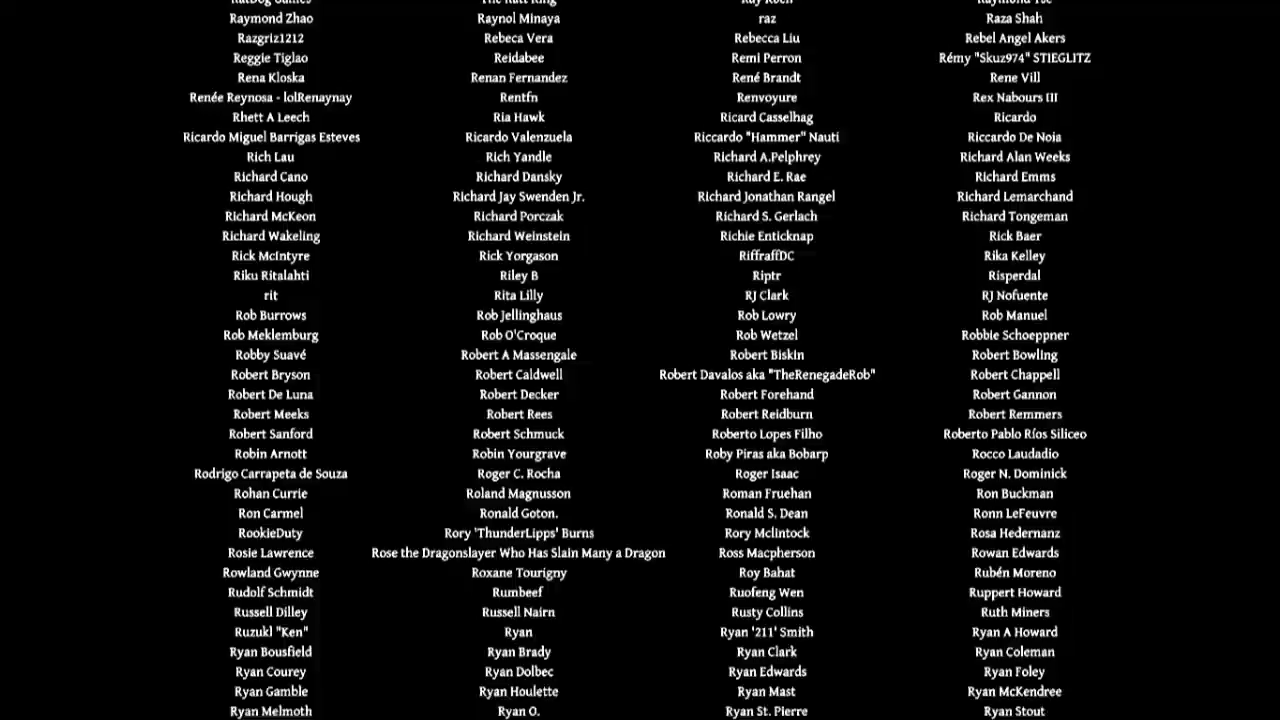 RatDog Games The Ratt King Ray Koch Raymond Tse
Raymond Zhao Raynol Minaya raz Raza Shah
Razgriz1212 Rebeca Vera Rebecca Liu Rebel Angel Akers
Reggie Tiglao Reidabee Remi Perron Rémy "Skuz974" STIEGLITZ
Rena Kloska Renan Fernandez René Brandt Rene Vill
Renée Reynosa - lolRenaynay Rentfn Renvoyure Rex Nabours III
Rhett A Leech Ria Hawk Ricard Casselhag Ricardo
Ricardo Miguel Barrigas Esteves Ricardo Valenzuela Riccardo "Hammer" Nauti Riccardo De Noia
Rich Lau Rich Yandle Richard A.Pelphrey Richard Alan Weeks
Richard Cano Richard Dansky Richard E. Rae Richard Emms
Richard Hough Richard Jay Swenden Jr. Richard Jonathan Rangel Richard Lemarchand
Richard McKeon Richard Porczak Richard S. Gerlach Richard Tongeman
Richard Wakeling Richard Weinstein Richie Enticknap Rick Baer
Rick McIntyre Rick Yorgason RiffraffDC Rika Kelley
Riku Ritalahti Riley B Riptr Risperdal
rit Rita Lilly RJ Clark RJ Nofuente
Rob Burrows Rob Jellinghaus Rob Lowry Rob Manuel
Rob Meklemburg Rob O'Croque Rob Wetzel Robbie Schoeppner
Robby Suavé Robert A Massengale Robert Biskin Robert Bowling
Robert Bryson Robert Caldwell Robert Davalos aka "TheRenegadeRob" Robert Chappell
Robert De Luna Robert Decker Robert Forehand Robert Gannon
Robert Meeks Robert Rees Robert Reidburn Robert Remmers
Robert Sanford Robert Schmuck Roberto Lopes Filho Roberto Pablo Ríos Siliceo
Robin Arnott Robin Yourgrave Roby Piras aka Bobarp Rocco Laudadio
Rodrigo Carrapeta de Souza Roger C. Rocha Roger Isaac Roger N. Dominick
Rohan Currie Roland Magnusson Roman Fruehan Ron Buckman
Ron Carmel Ronald Goton. Ronald S. Dean Ronn LeFeuvre
RookieDuty Rory 'ThunderLipps' Burns Rory McIintock Rosa Hedernanz
Rosie Lawrence Rose the Dragonslayer Who Has Slain Many a Dragon Ross Macpherson Rowan Edwards
Rowland Gwynne Roxane Tourigny Roy Bahat Rubén Moreno
Rudolf Schmidt Rumbeef Ruofeng Wen Ruppert Howard
Russell Dilley Russell Nairn Rusty Collins Ruth Miners
Ruzukl "Ken" Ryan Ryan '211' Smith Ryan A Howard
Ryan Bousfield Ryan Brady Ryan Clark Ryan Coleman
Ryan Courey Ryan Dolbec Ryan Edwards Ryan Foley
Ryan Gamble Ryan Houlette Ryan Mast Ryan McKendree
Ryan Melmoth Ryan O. Ryan St. Pierre Ryan Stout